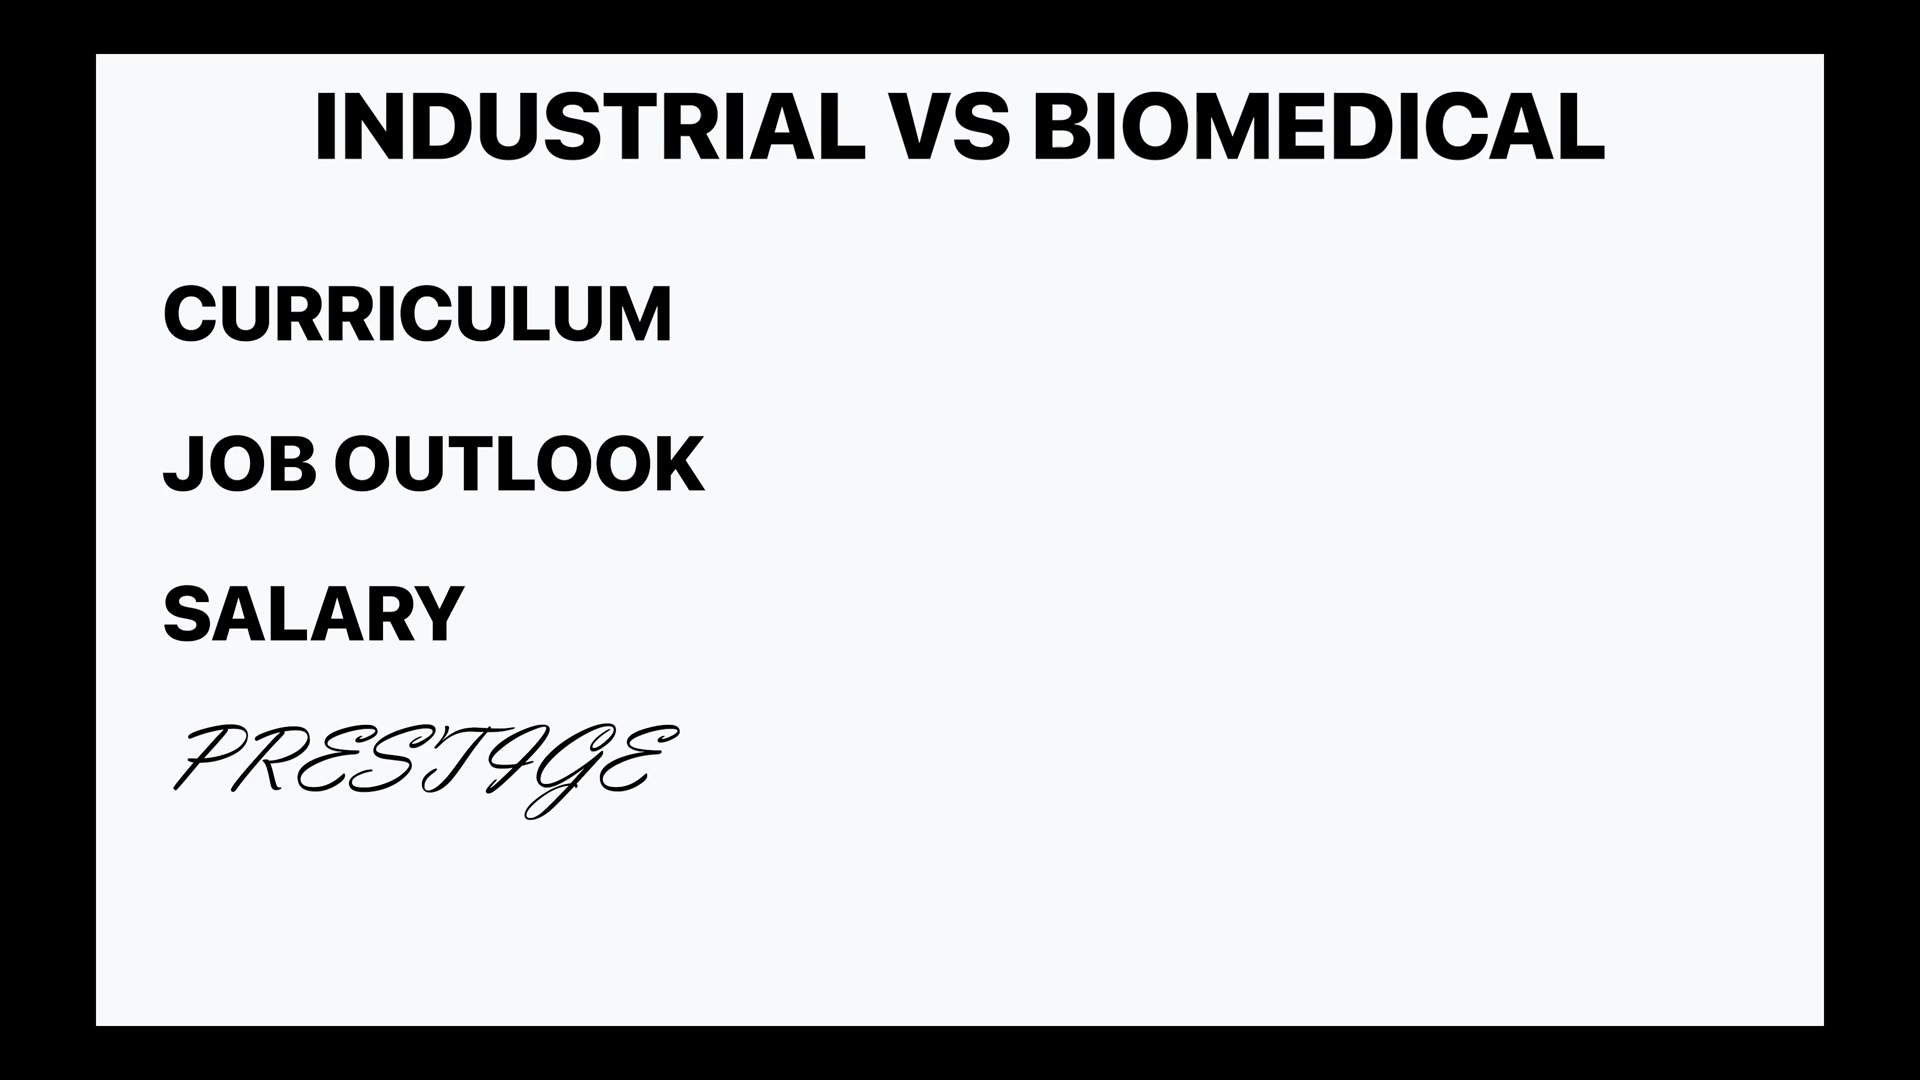 INDUSTRIAL VS BIOMEDICAL
CURRICULUM
JOB OUTLOOK
SALARY
PRESTIGE